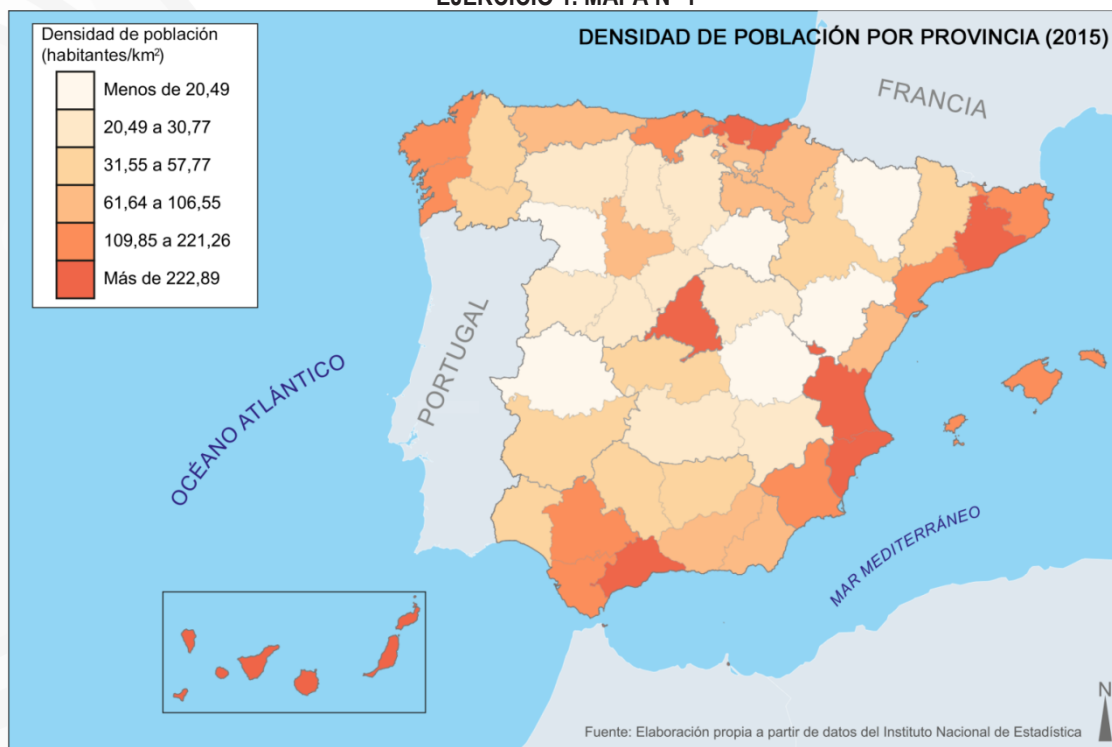 DENSIDAD DE POBLACIÓN POR PROVINCIA (2015)
Densidad de población
(habitantes/km²)
Menos de 20,49
20,49 a 30,77
31,55 a 57,77
61,64 a 106,55
109,85 a 221,26
Más de 222,89
FRANCIA
PORTUGAL
OCÉANO ATLÁNTICO
MAR MEDITERRÁNEO
N
Fuente: Elaboración propia a partir de datos del Instituto Nacional de Estadística